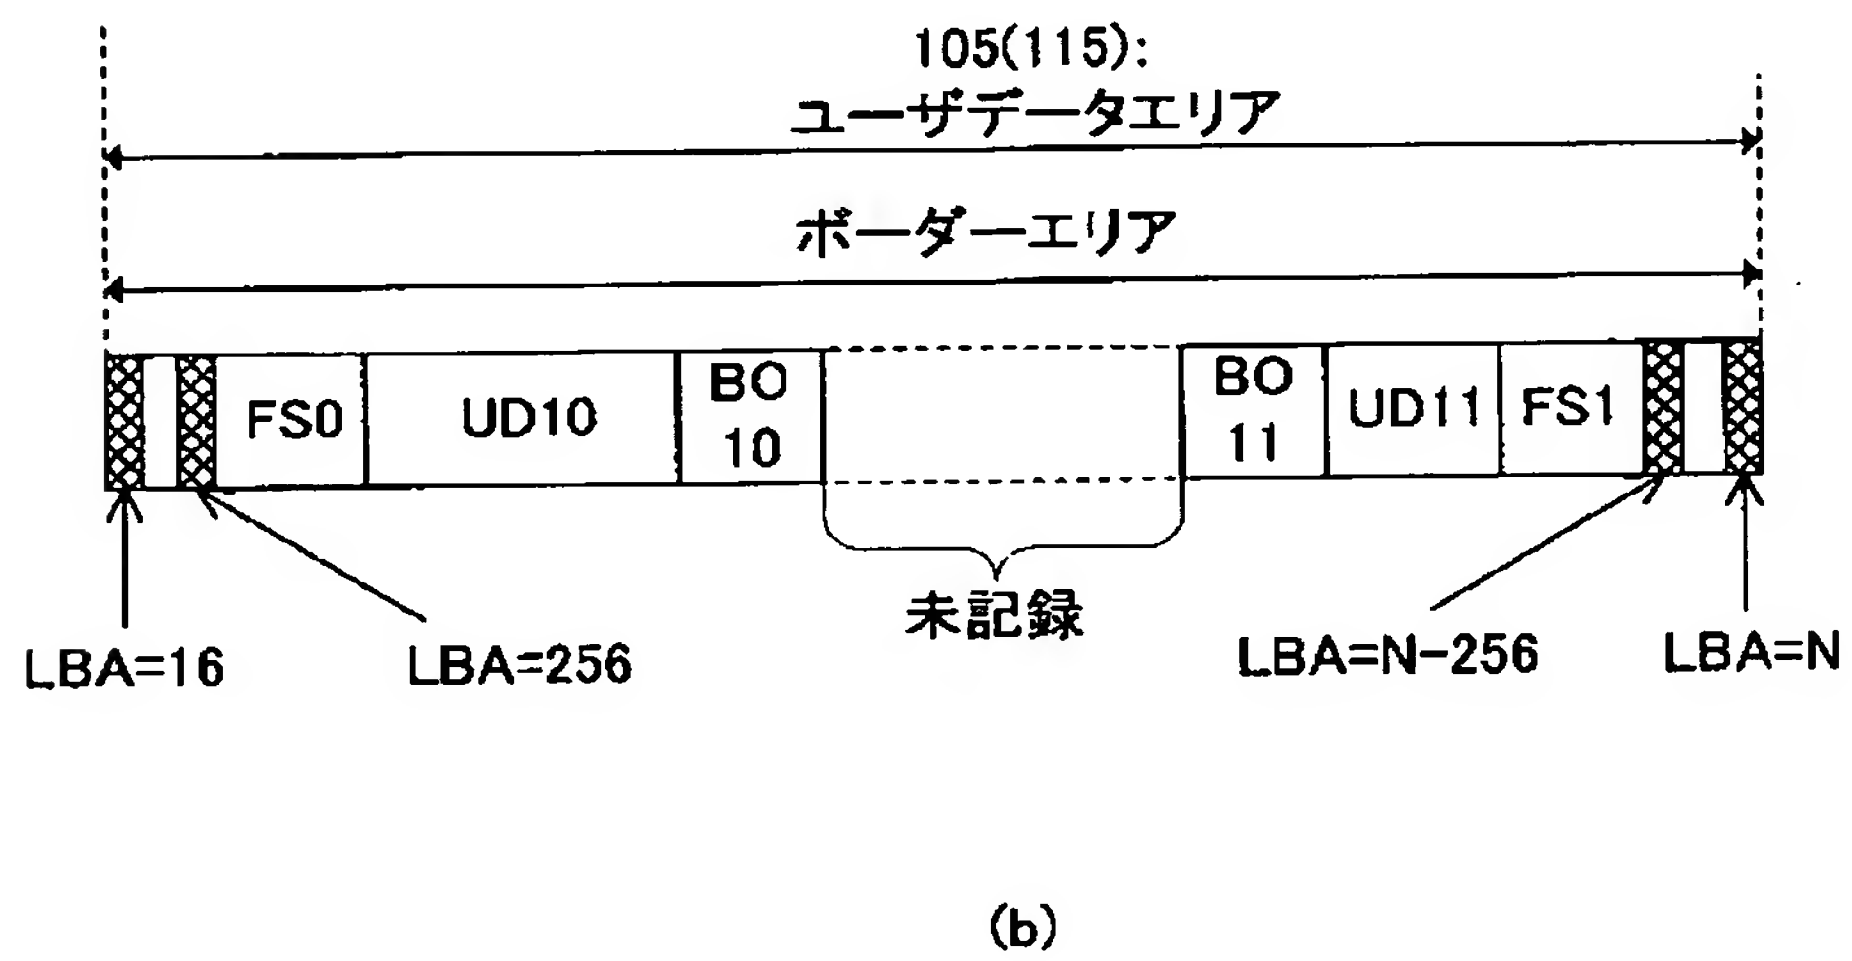 105(115):
ユーザデータエリア
ボーダーエリア
FS0
UD10
BO
10
BO
11
UD11
FS1
未記録
LBA=16
LBA=256
LBA=N-256
LBA=N
(b)